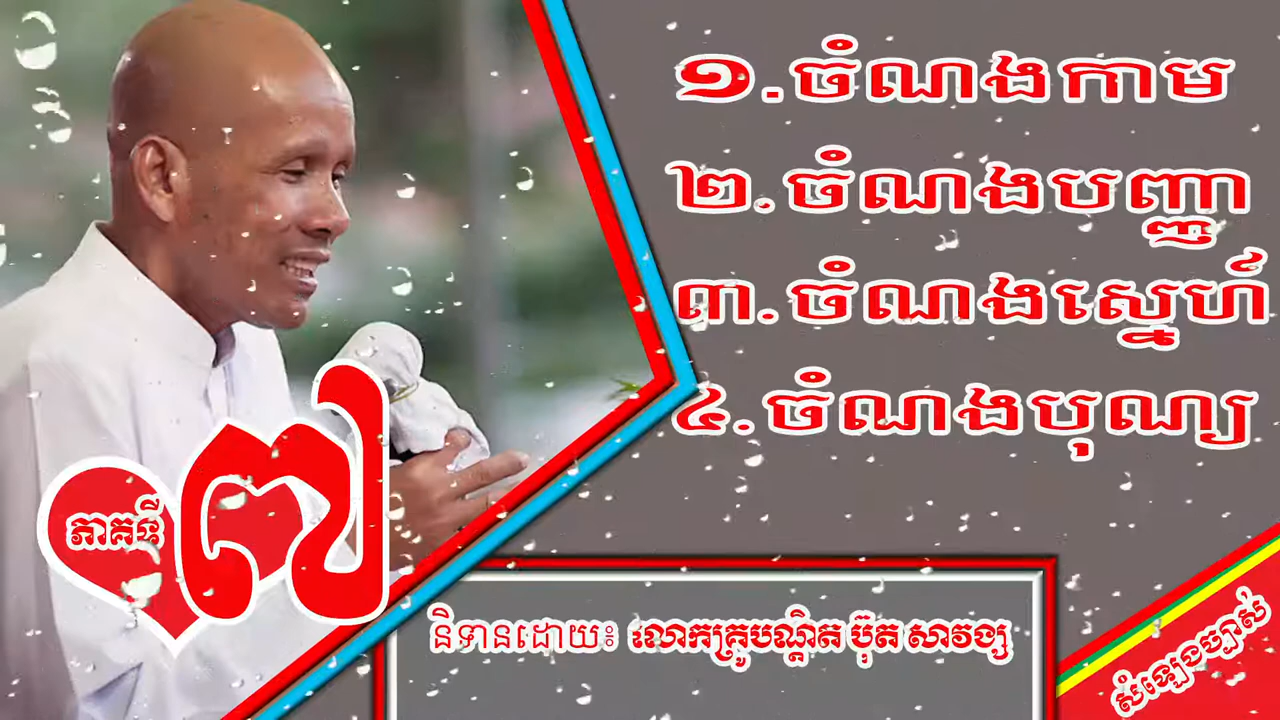 ១.ចំណងកាម
២.ចំណងបញ្ញា
៣.ចំណងស្នេហ៍
៤.ចំណងបុណ្យ
ភាគទី ៧
និទានដោយ៖ លោកគ្រូបណ្ឌិត ប៊ុត សាវង្ស
សំឡេងច្បាស់